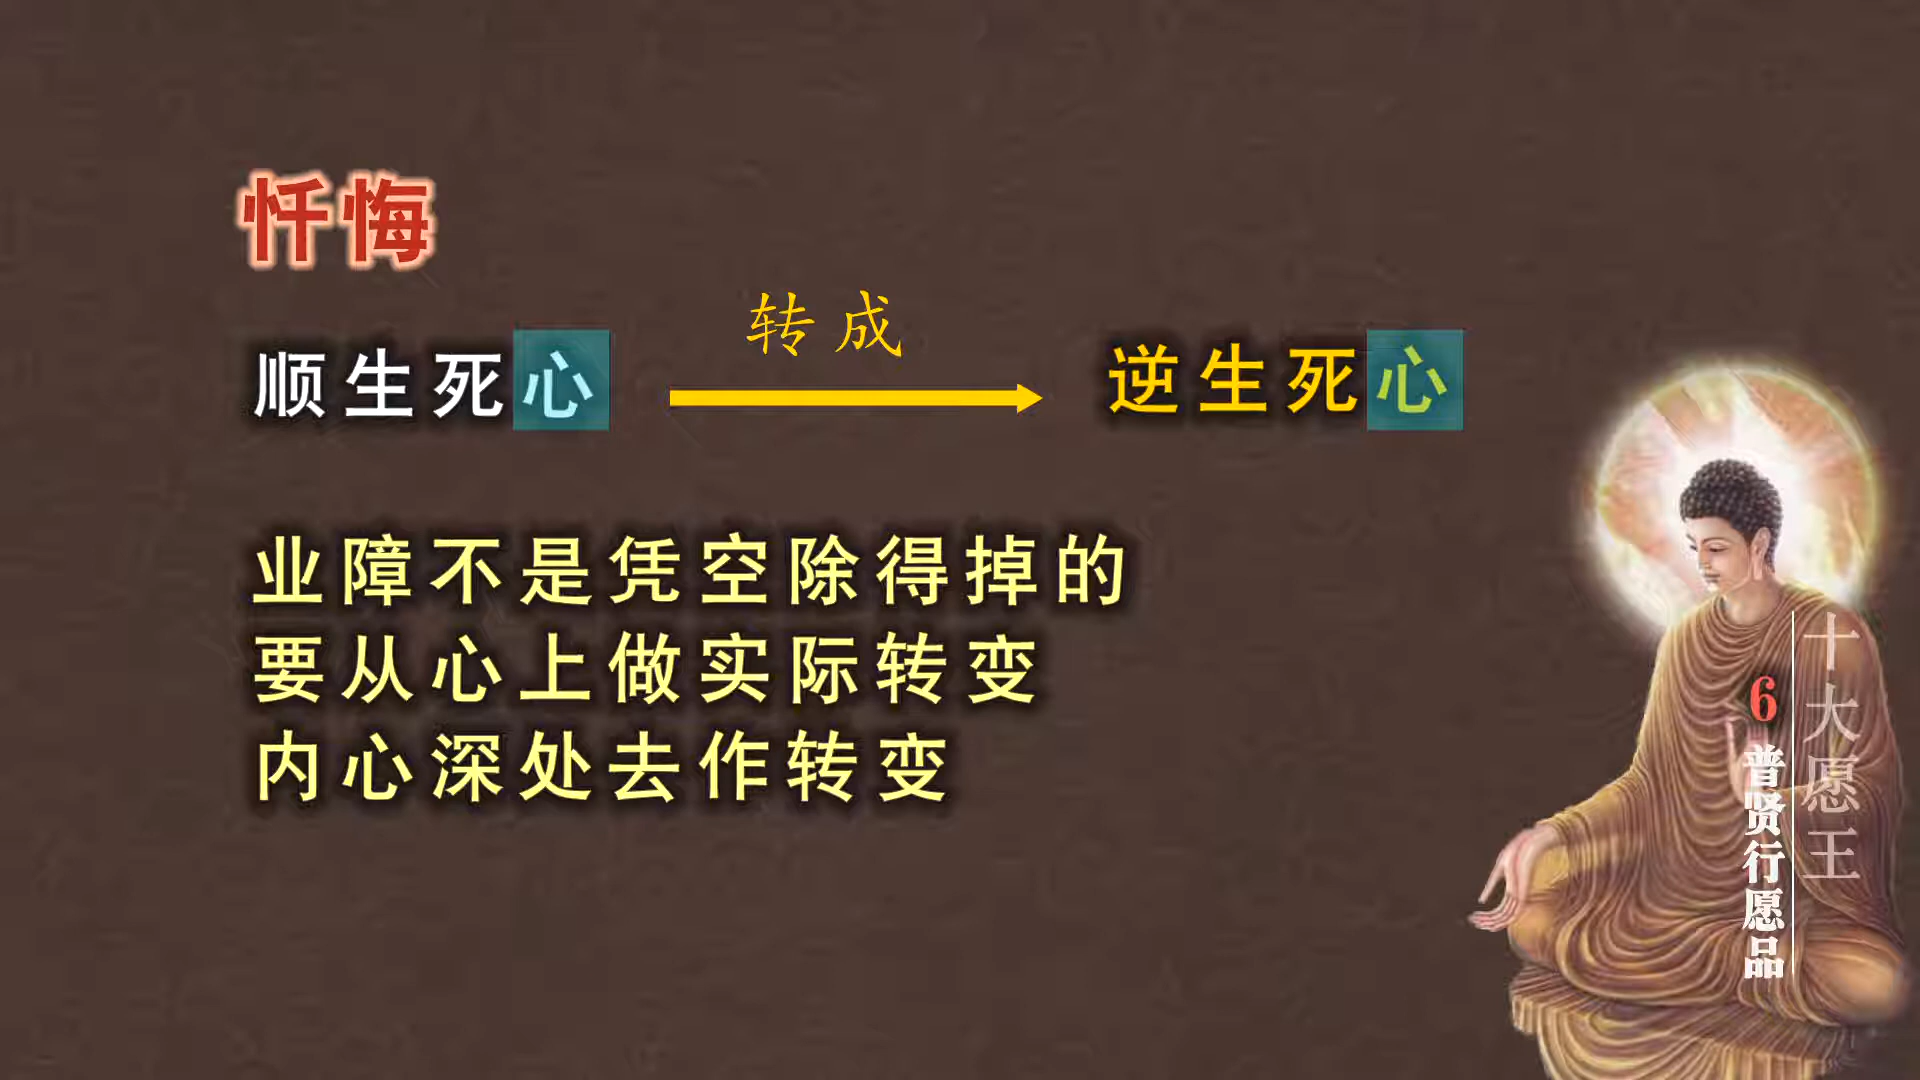 忏悔
转成
顺生死心 逆生死心
业障不是凭空除得掉的
要从心上做实际转变
内心深处去作转变
十大愿王
6 普贤行愿品